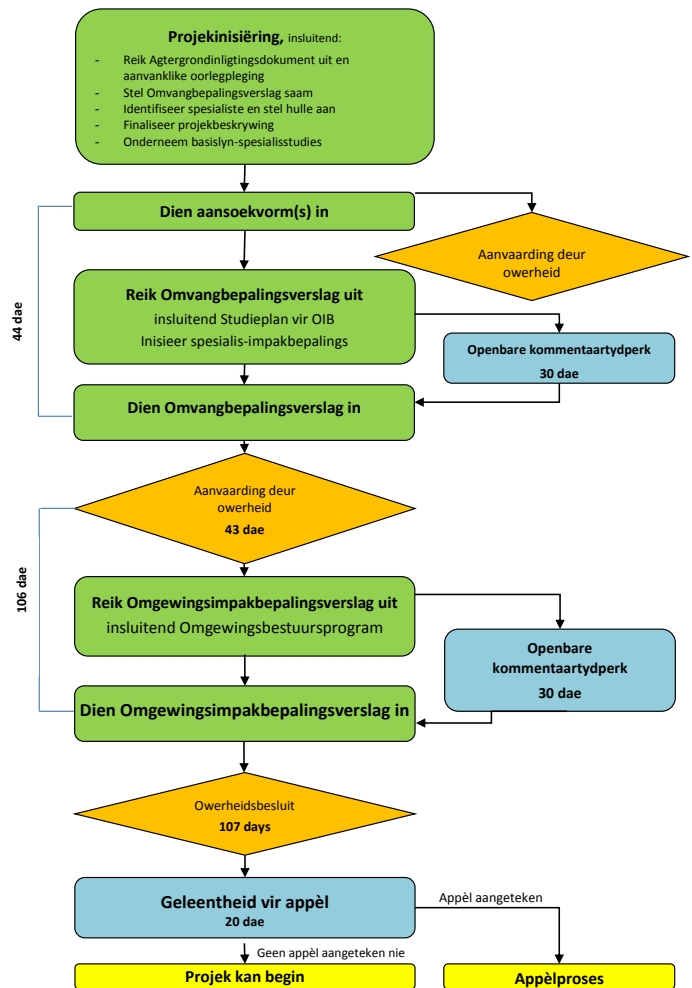 Projekinisiëring, insluitend:
- Reik Agtergrondinligtingsdokument uit en
aanvanklike oorlegpleging
- Stel Omvangbepalingsverslag saam
- Identifiseer spesialiste en stel hulle aan
- Finaliseer projekbeskrywing
- Onderneem basislyn-spesialisstudies
Dien aansoekvorm(s) in
Aanvaarding deur
owerheid
44 dae
Reik Omvangbepalingsverslag uit
insluitend Studieplan vir OIB
Inisieer spesialis-impakbepalings
Openbare kommentaartydperk
30 dae
Dien Omvangbepalingsverslag in
Aanvaarding deur
owerheid
43 dae
106 dae
Reik Omgewingsimpakbepalingsverslag uit
insluitend Omgewingsbestuursprogram
Openbare
kommentaartydperk
30 dae
Dien Omgewingsimpakbepalingsverslag in
Owerheidsbesluit
107 days
Geleentheid vir appèl
20 dae
Appèl aangeteken
Geen appèl aangeteken nie
Projek kan begin
Appèlproses